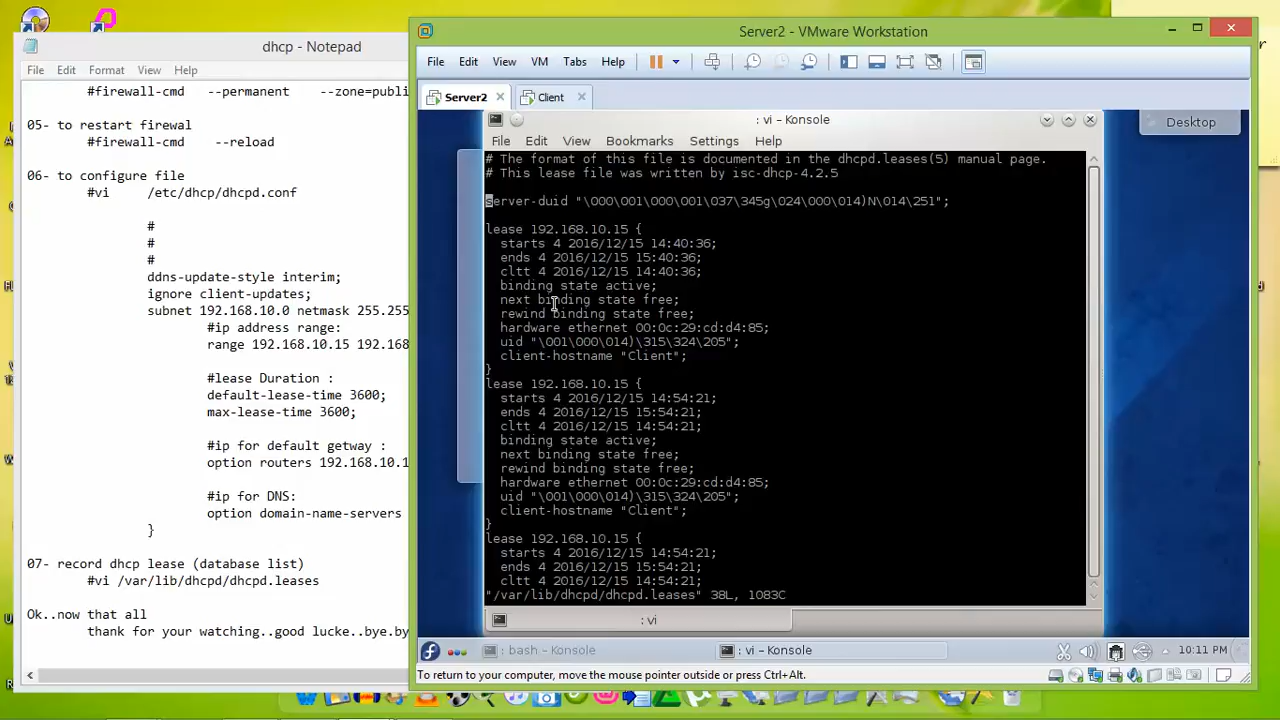 dhcp - Notepad
File Edit Format View Help
#firewall-cmd --permanent --zone=publi
05- to restart firewal
#firewall-cmd --reload
06- to configure file
#vi /etc/dhcp/dhcpd.conf
#
#
#
ddns-update-style interim;
ignore client-updates;
subnet 192.168.10.0 netmask 255.255
#ip address range:
range 192.168.10.15 192.168
#lease Duration :
default-lease-time 3600;
max-lease-time 3600;
#ip for default getway :
option routers 192.168.10.1
#ip for DNS:
option domain-name-servers
}
07- record dhcp lease (database list)
#vi /var/lib/dhcpd/dhcpd.leases
Ok..now that all
thank for your watching..good lucke..bye.by
Server2 - VMware Workstation
File Edit View VM Tabs Help
Server2 Client
Desktop
: vi – Konsole
File Edit View Bookmarks Settings Help
# The format of this file is documented in the dhcpd.leases(5) manual page.
# This lease file was written by isc-dhcp-4.2.5
server-duid "\000\001\000\001\037\345g\024\000\014)N\014\251";
lease 192.168.10.15 {
starts 4 2016/12/15 14:40:36;
ends 4 2016/12/15 15:40:36;
cltt 4 2016/12/15 14:40:36;
binding state active;
next binding state free;
rewind binding state free;
hardware ethernet 00:0c:29:cd:d4:85;
uid "\001\000\014)\315\324\205";
client-hostname "Client";
}
lease 192.168.10.15 {
starts 4 2016/12/15 14:54:21;
ends 4 2016/12/15 15:54:21;
cltt 4 2016/12/15 14:54:21;
binding state active;
next binding state free;
rewind binding state free;
hardware ethernet 00:0c:29:cd:d4:85;
uid "\001\000\014)\315\324\205";
client-hostname "Client";
}
lease 192.168.10.15 {
starts 4 2016/12/15 14:54:21;
ends 4 2016/12/15 15:54:21;
cltt 4 2016/12/15 14:54:21;
"/var/lib/dhcpd/dhcpd.leases" 38L, 1083C
: vi
: bash – Konsole : vi – Konsole 10:11 PM
To return to your computer, move the mouse pointer outside or press Ctrl+Alt.